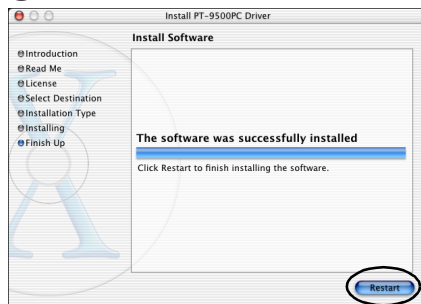 Install PT-9500PC Driver
Install Software
Introduction
Read Me
License
Select Destination
Installation Type
Installing
Finish Up
The software was successfully installed
Click Restart to finish installing the software.
Restart